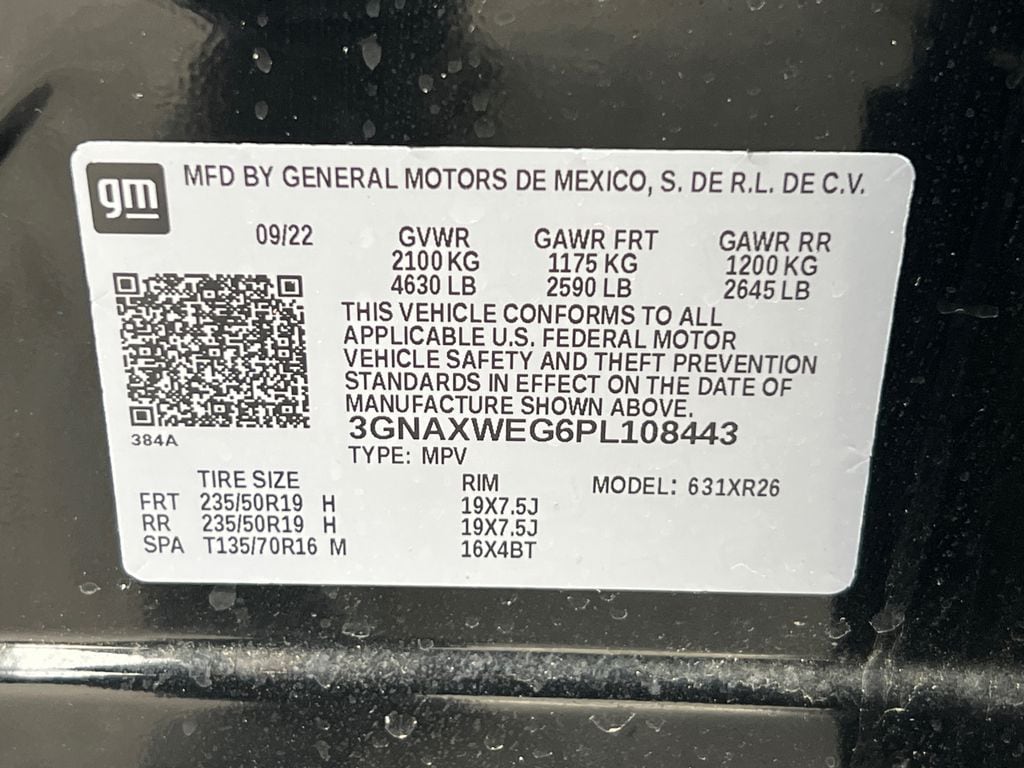 gm
MFD BY GENERAL MOTORS DE MEXICO, S. DE R.L. DE C.V.
09/22 GVWR GAWR FRT GAWR RR
2100 KG 1175 KG 1200 KG
4630 LB 2590 LB 2645 LB
THIS VEHICLE CONFORMS TO ALL
APPLICABLE U.S. FEDERAL MOTOR
VEHICLE SAFETY AND THEFT PREVENTION
STANDARDS IN EFFECT ON THE DATE OF
MANUFACTURE SHOWN ABOVE.
384A
3GNAXWEG6PL108443
TYPE: MPV
TIRE SIZE RIM MODEL: 631XR26
FRT 235/50R19 H 19X7.5J
RR 235/50R19 H 19X7.5J
SPA T135/70R16 M 16X4BT